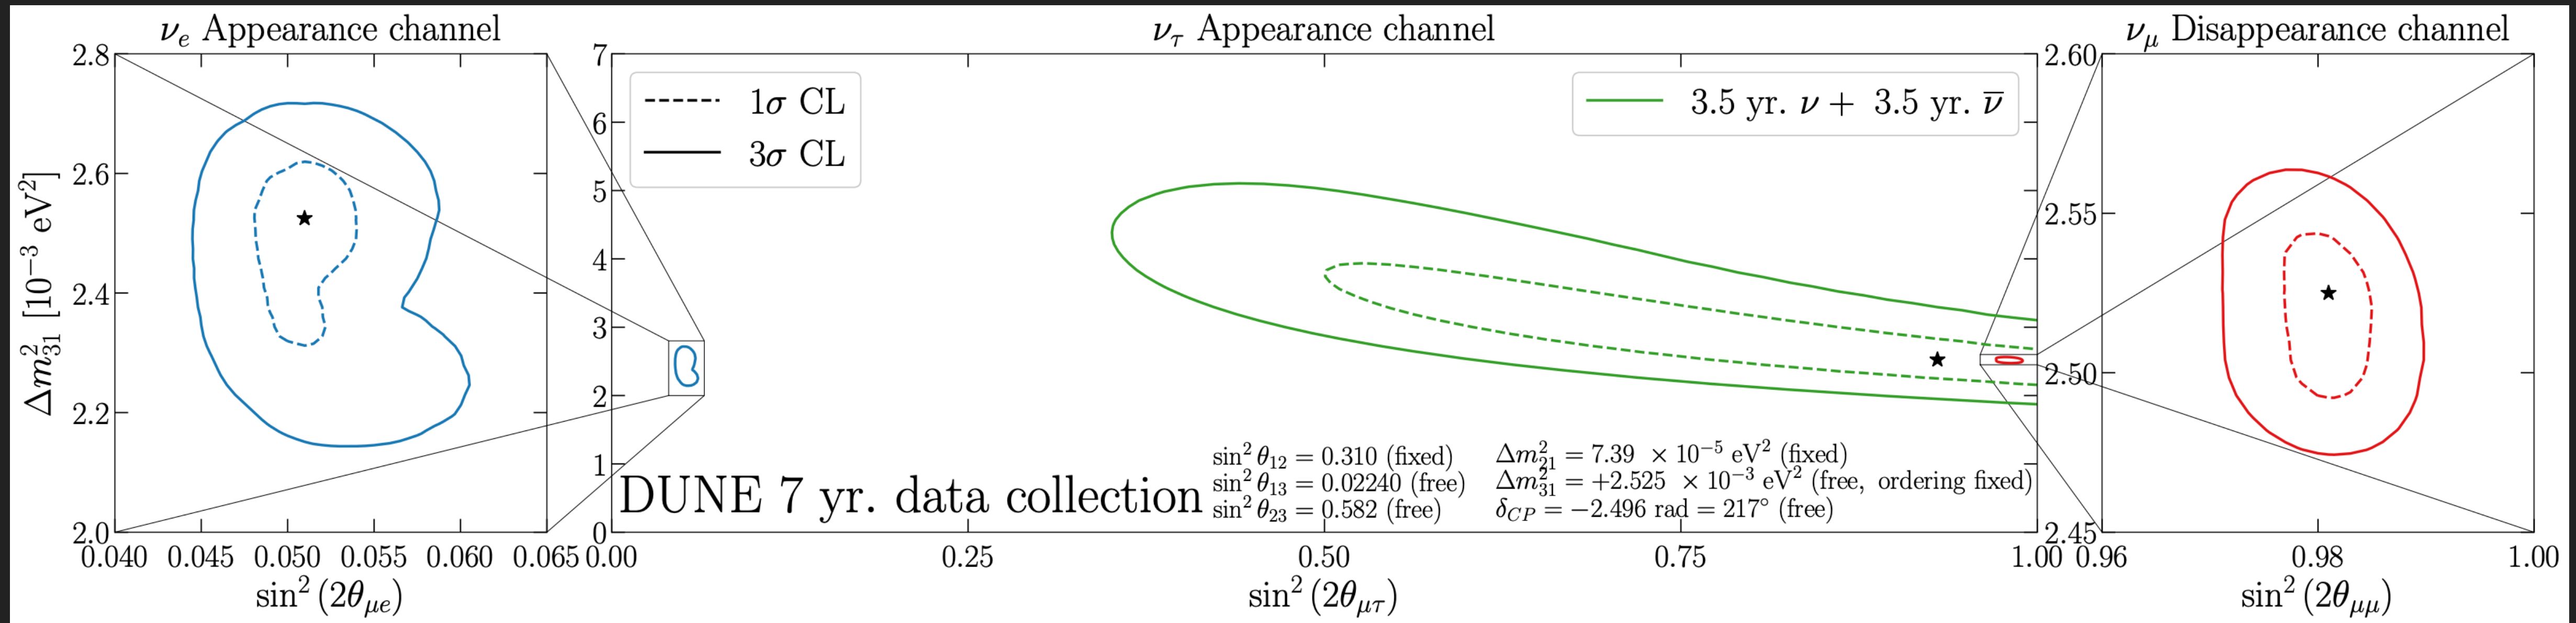 νₑ Appearance channel
Δm²₃₁ [10⁻³ eV²]
2.8
2.6
2.4
2.2
2.0
0.040 0.045 0.050 0.055 0.060 0.065
sin² (2θ_μe)
ν_τ Appearance channel
7
6
5
4
3
2
1
0
1σ CL
3σ CL
3.5 yr. ν + 3.5 yr. ν̅
DUNE 7 yr. data collection
sin² θ₁₂ = 0.310 (fixed)
sin² θ₁₃ = 0.02240 (free)
sin² θ₂₃ = 0.582 (free)
Δm²₂₁ = 7.39 × 10⁻⁵ eV² (fixed)
Δm²₃₁ = +2.525 × 10⁻³ eV² (free, ordering fixed)
δ_CP = −2.496 rad = 217° (free)
0.00 0.25 0.50 0.75 1.00
sin² (2θ_μτ)
ν_μ Disappearance channel
2.60
2.55
2.50
2.45
0.96 0.98 1.00
sin² (2θ_μμ)